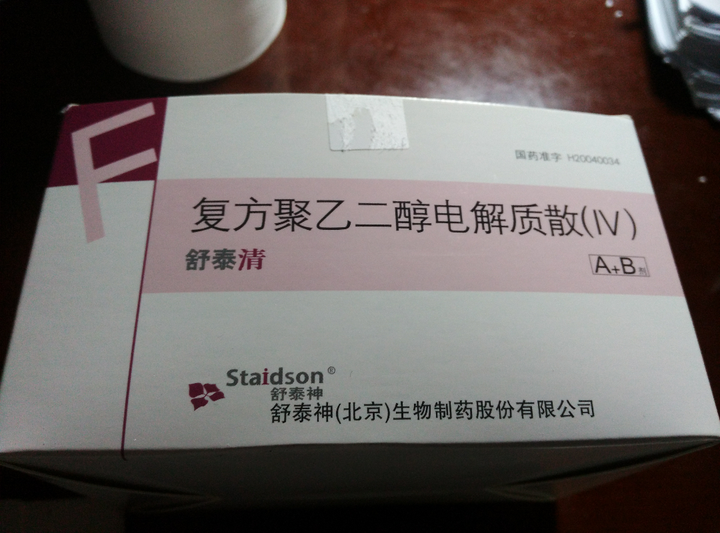 F
国药准字 H20040034
复方聚乙二醇电解质散(IV)
舒泰清
A+B剂
Staidson®
舒泰神
舒泰神(北京)生物制药股份有限公司